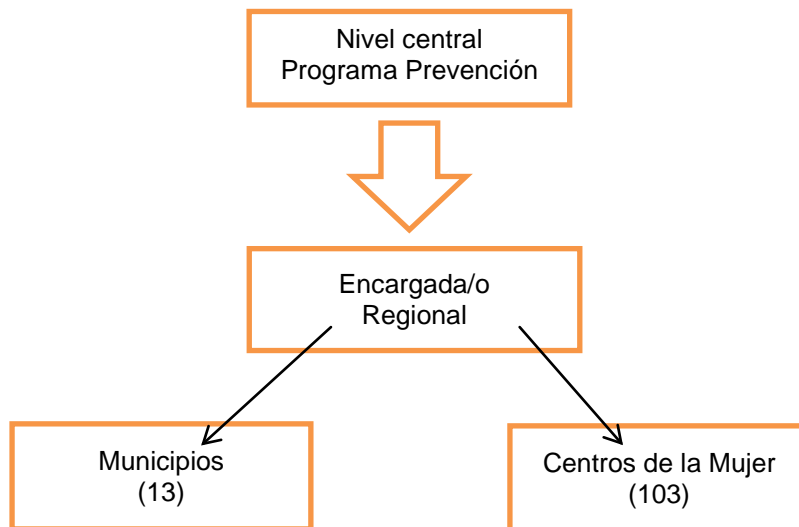 Nivel central
Programa Prevención
Encargada/o
Regional
Municipios
(13)
Centros de la Mujer
(103)